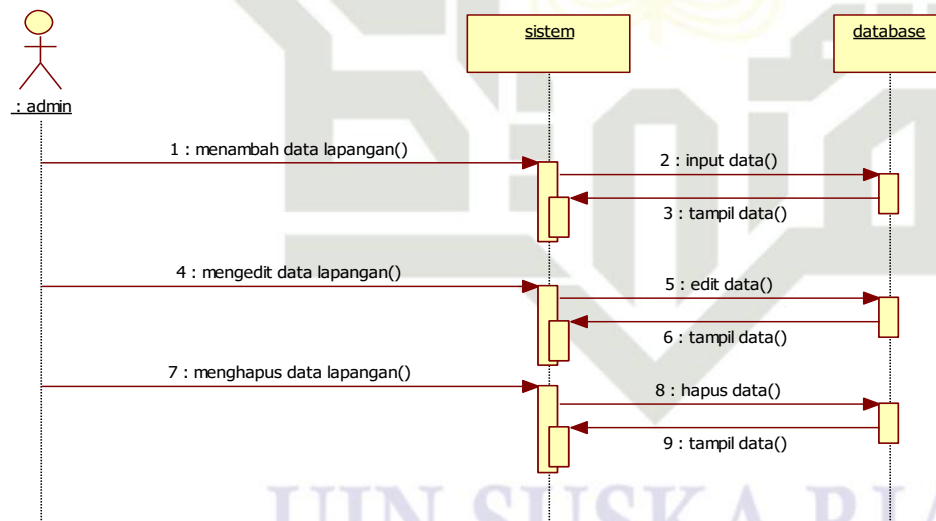 sistem
database
: admin
1 : menambah data lapangan()
2 : input data()
3 : tampil data()
4 : mengedit data lapangan()
5 : edit data()
6 : tampil data()
7 : menghapus data lapangan()
8 : hapus data()
9 : tampil data()
UIN SUSKA RIA